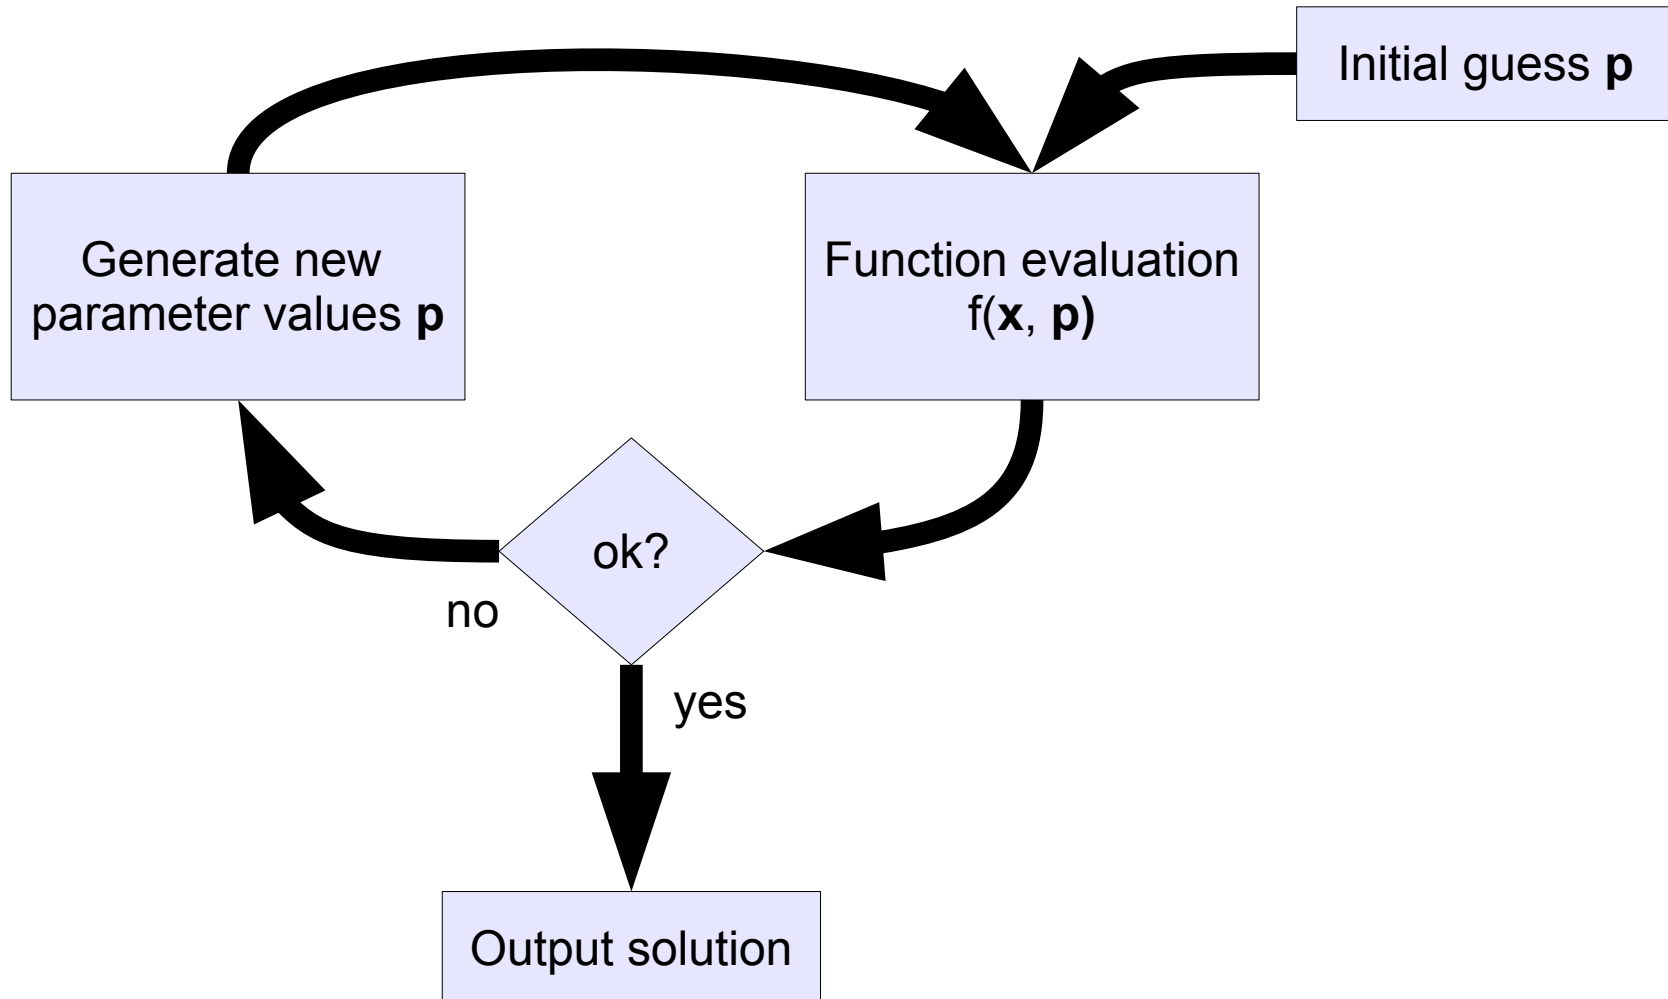 Initial guess p
Generate new
parameter values p
Function evaluation
f(x, p)
ok?
no
yes
Output solution